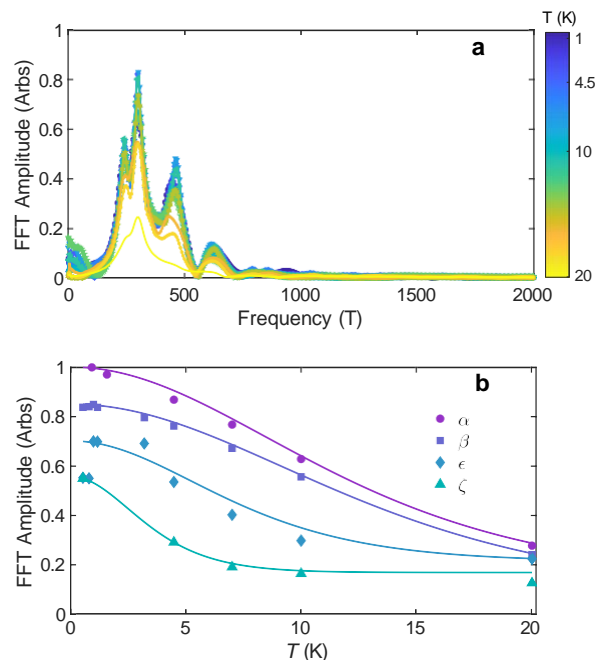 T (K)
a
1
4.5
10
20
FFT Amplitude (Arbs)
1
0.8
0.6
0.4
0.2
0
0 500 1000 1500 2000
Frequency (T)
b
α
β
ϵ
ζ
FFT Amplitude (Arbs)
1
0.8
0.6
0.4
0.2
0
0 5 10 15 20
T (K)